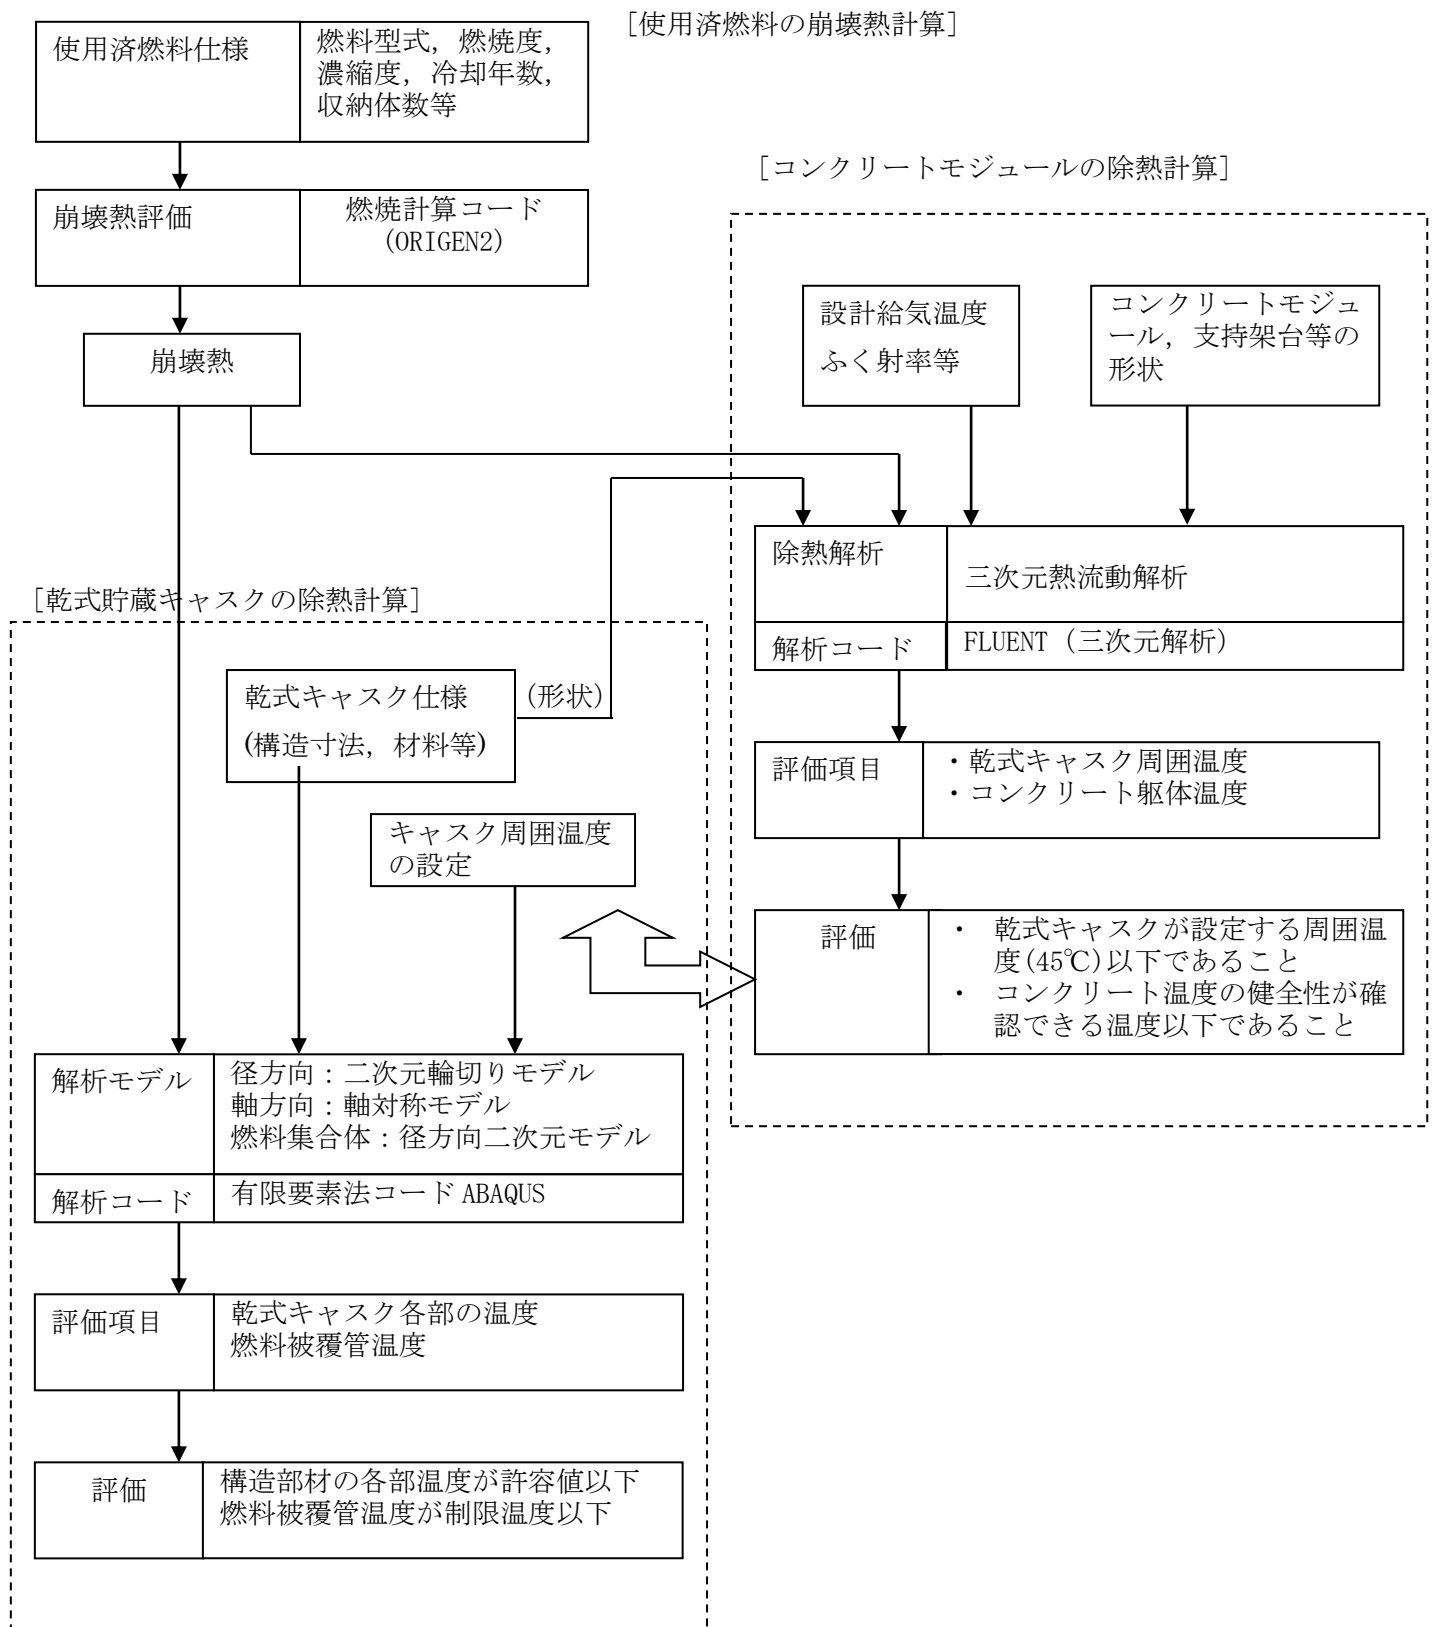 [使用済燃料の崩壊熱計算]
使用済燃料仕様
燃料型式，燃焼度，
濃縮度，冷却年数，
収納体数等
崩壊熱評価
燃焼計算コード
(ORIGEN2)
崩壊熱
[コンクリートモジュールの除熱計算]
設計給気温度
ふく射率等
コンクリートモジュ
ール，支持架台等の
形状
除熱解析
三次元熱流動解析
解析コード
FLUENT (三次元解析)
評価項目
・乾式キャスク周囲温度
・コンクリート躯体温度
評価
・ 乾式キャスクが設定する周囲温
度(45℃)以下であること
・ コンクリート温度の健全性が確
認できる温度以下であること
[乾式貯蔵キャスクの除熱計算]
乾式キャスク仕様
(構造寸法，材料等)
(形状)
キャスク周囲温度
の設定
解析モデル
径方向：二次元輪切りモデル
軸方向：軸対称モデル
燃料集合体：径方向二次元モデル
解析コード
有限要素法コード ABAQUS
評価項目
乾式キャスク各部の温度
燃料被覆管温度
評価
構造部材の各部温度が許容値以下
燃料被覆管温度が制限温度以下